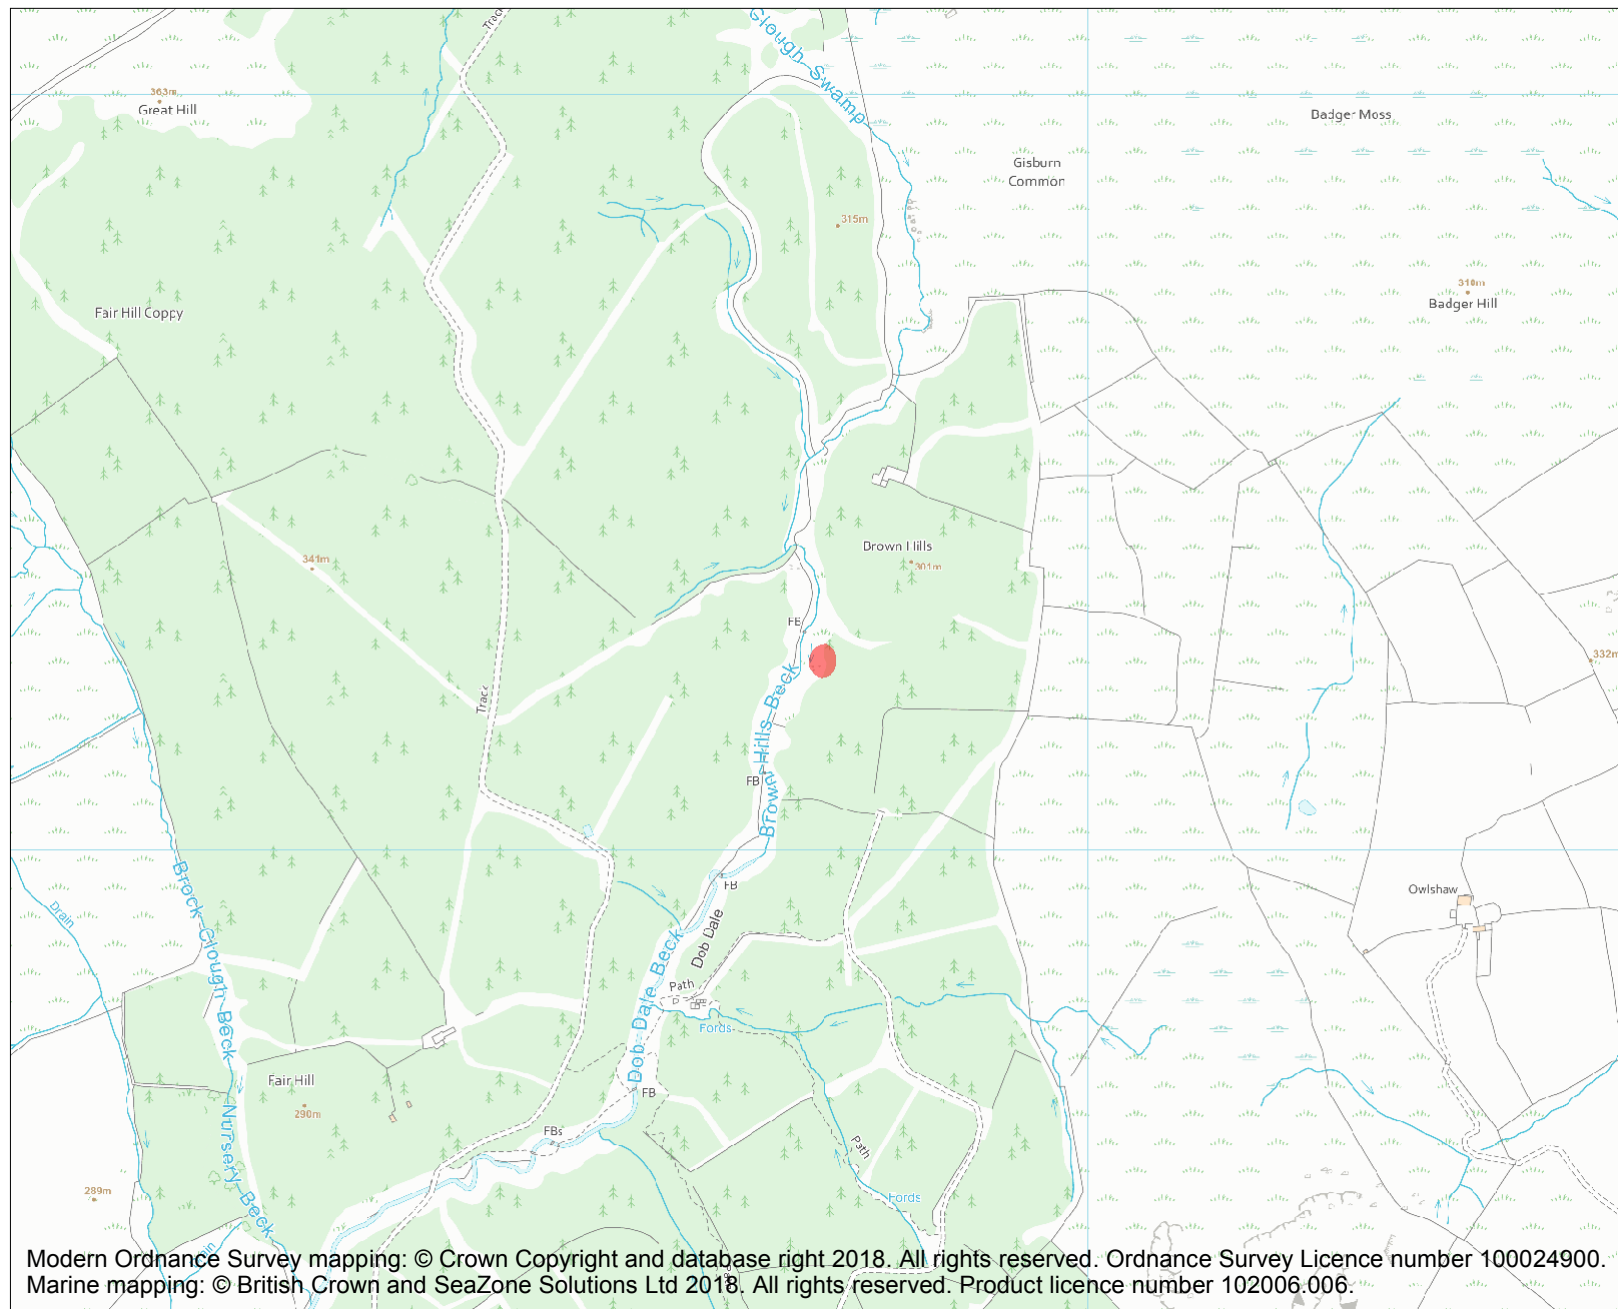 Track
Clough Swamp
363m
Great Hill
Badger Moss
Gisburn
Common
315m
310m
Badger Hill
Fair Hill Coppy
Brown Hills
301m
341m
FB
332m
Track
Brown Hills Beck
FB
FB
Owlshaw
Brock Clough Beck
Drain
Dob Dale
Dob Dale Beck
Path
Fords
Fair Hill
290m
FB
FBs
Nursery Beck
Path
289m
Fords
Drain
Modern Ordnance Survey mapping: © Crown Copyright and database right 2018. All rights reserved. Ordnance Survey Licence number 100024900.
Marine mapping: © British Crown and SeaZone Solutions Ltd 2018. All rights reserved. Product licence number 102006.006.